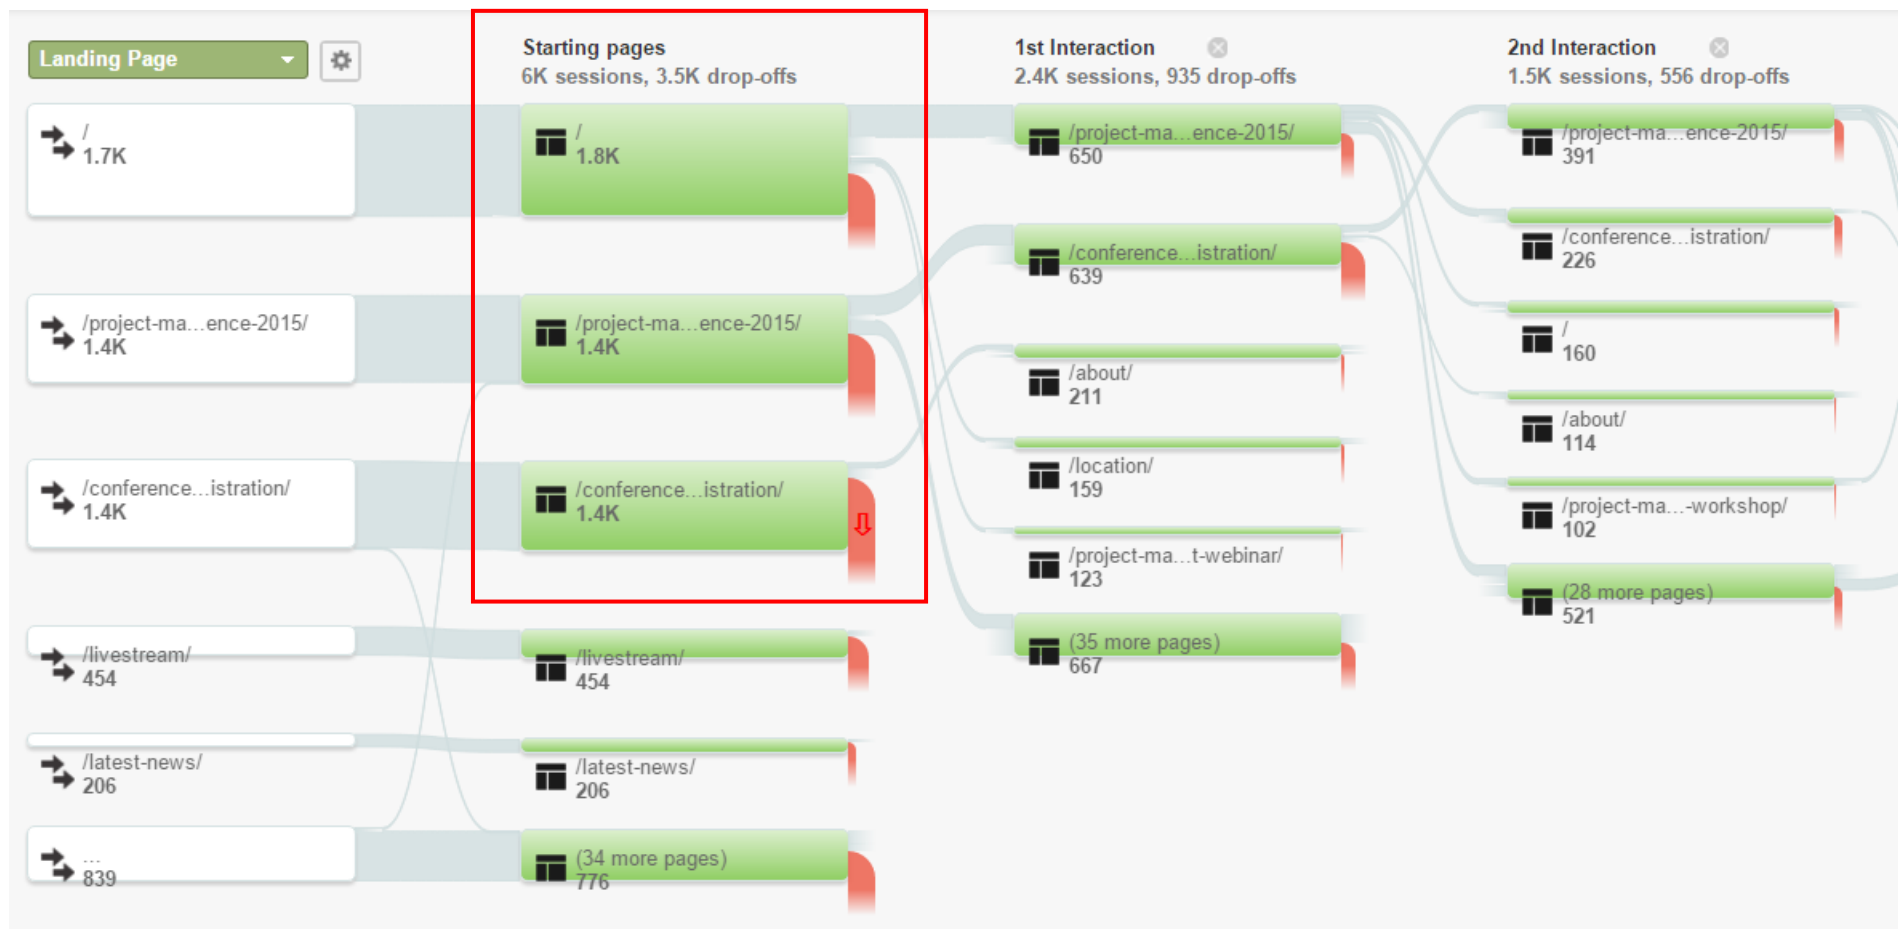 Landing Page
/
1.7K
/project-ma...ence-2015/
1.4K
/conference...istration/
1.4K
/livestream/
454
/latest-news/
206
...
839
Starting pages
6K sessions, 3.5K drop-offs
/
1.8K
/project-ma...ence-2015/
1.4K
/conference...istration/
1.4K
/livestream/
454
/latest-news/
206
(34 more pages)
776
1st Interaction
2.4K sessions, 935 drop-offs
/project-ma...ence-2015/
650
/conference...istration/
639
/about/
211
/location/
159
/project-ma...t-webinar/
123
(35 more pages)
667
2nd Interaction
1.5K sessions, 556 drop-offs
/project-ma...ence-2015/
391
/conference...istration/
226
/
160
/about/
114
/project-ma...-workshop/
102
(28 more pages)
521